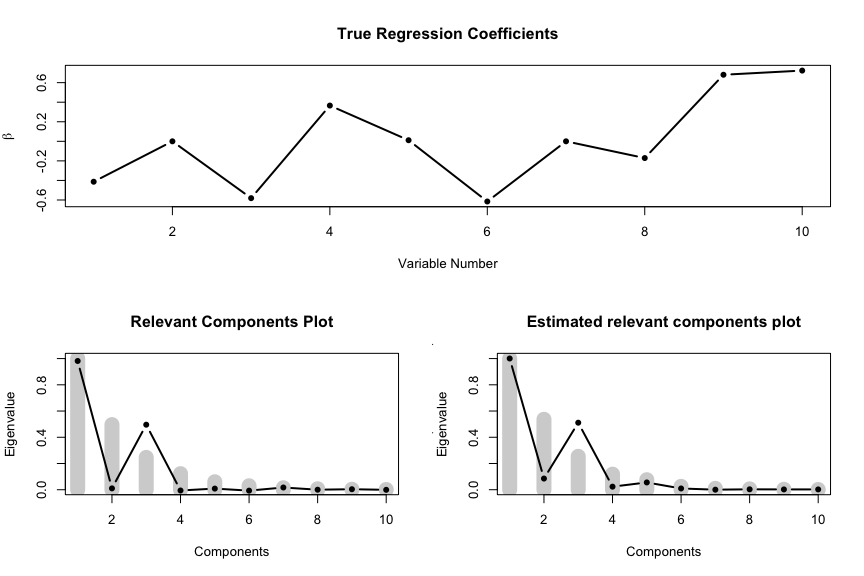 True Regression Coefficients
β
0.6
0.2
-0.2
-0.6
2 4 6 8 10
Variable Number
Relevant Components Plot
Eigenvalue
0.8
0.4
0.0
2 4 6 8 10
Components
Estimated relevant components plot
Eigenvalue
0.8
0.4
0.0
2 4 6 8 10
Components